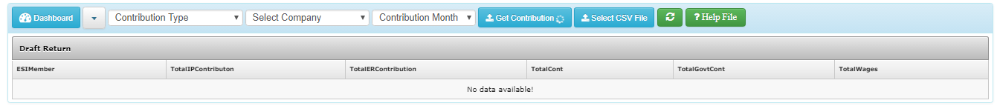 Dashboard Contribution Type Select Company Contribution Month Get Contribution Select CSV File ? Help File
Draft Return
ESIMember TotalIPContributon TotalERContribution TotalCont TotalGovtCont TotalWages
No data available!